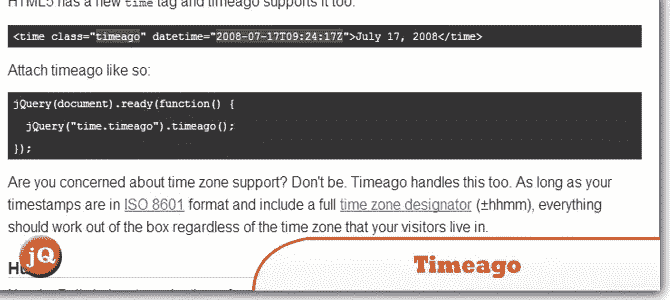 HTML5 has a new time tag and timeago supports it too.
<time class="timeago" datetime="2008-07-17T09:24:17Z">July 17, 2008</time>
Attach timeago like so:
jQuery(document).ready(function() {
jQuery("time.timeago").timeago();
});
Are you concerned about time zone support? Don't be. Timeago handles this too. As long as your
timestamps are in ISO 8601 format and include a full time zone designator (±hhmm), everything
should work out of the box regardless of the time zone that your visitors live in.
jQ
Timeago